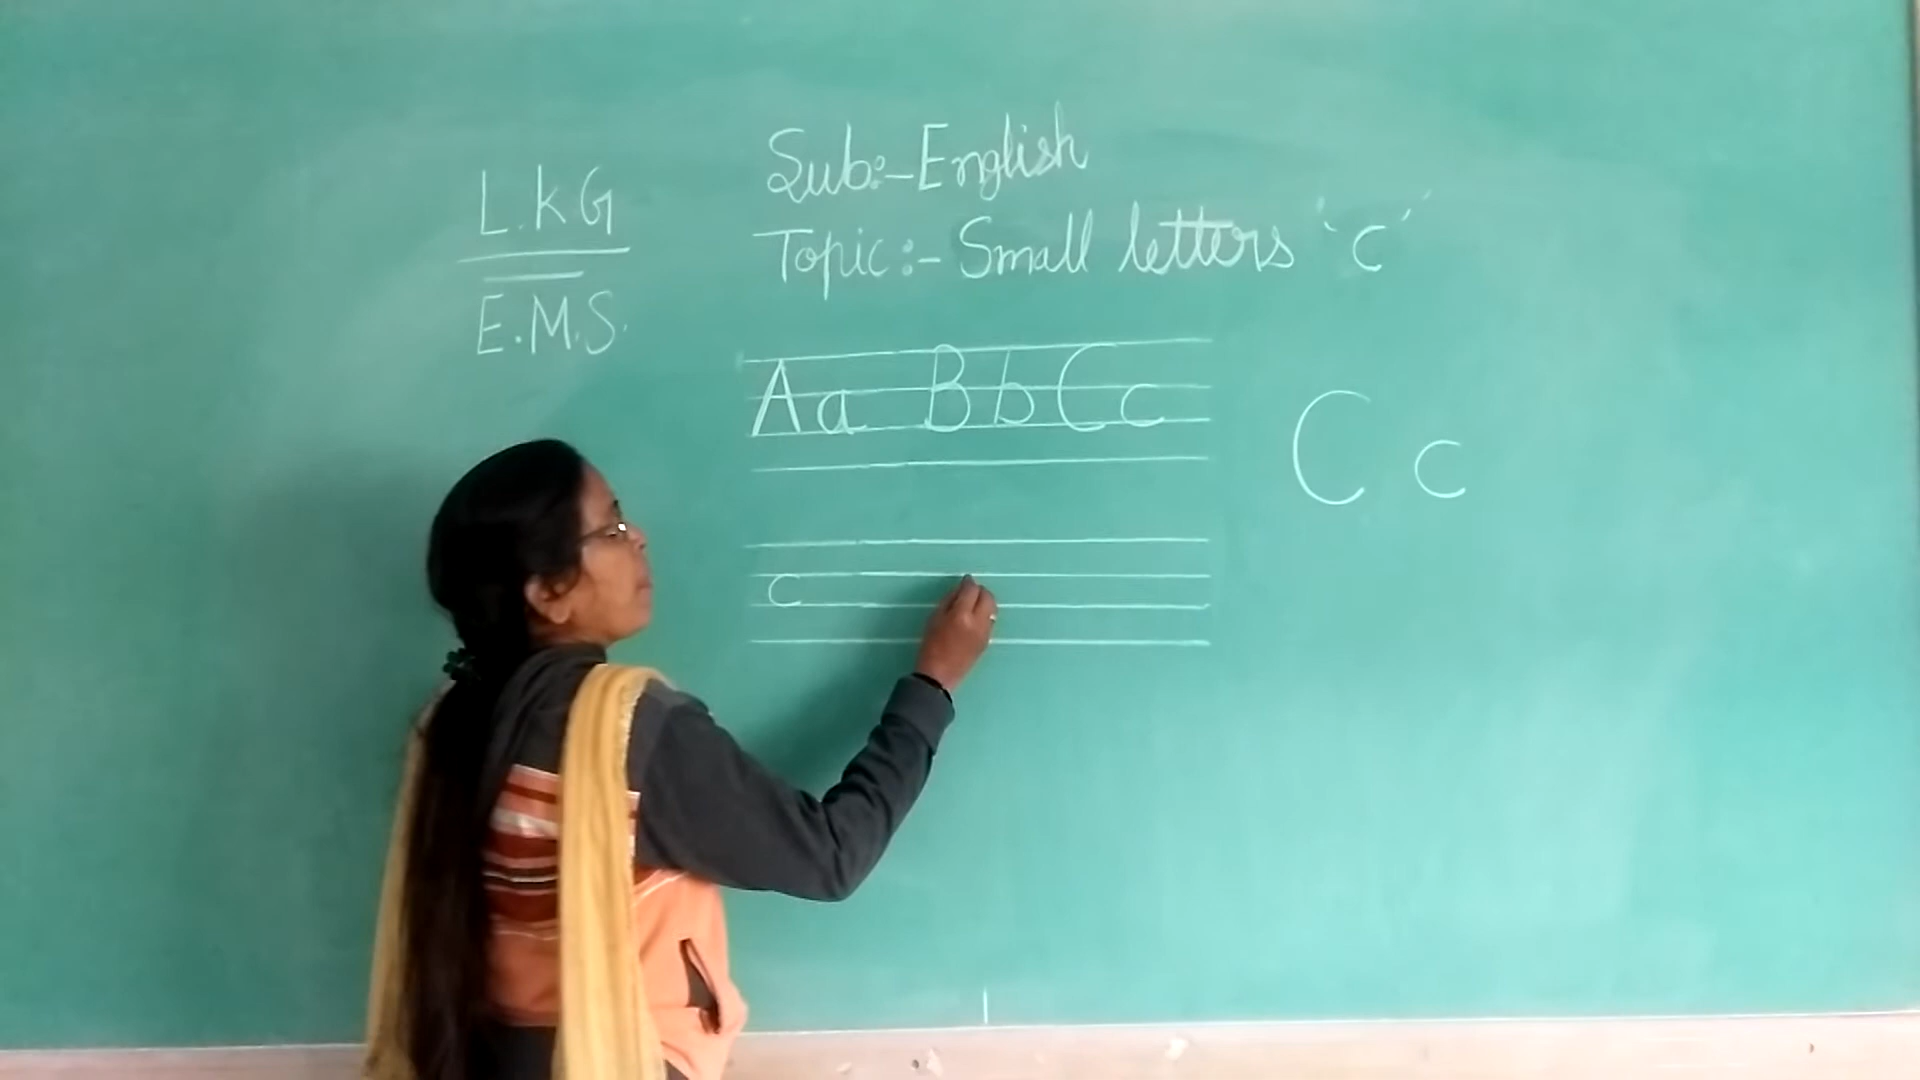 L.K.G
E.M.S.
Sub:- English
Topic:- Small letters "c"
Aa Bb Cc
C c
c